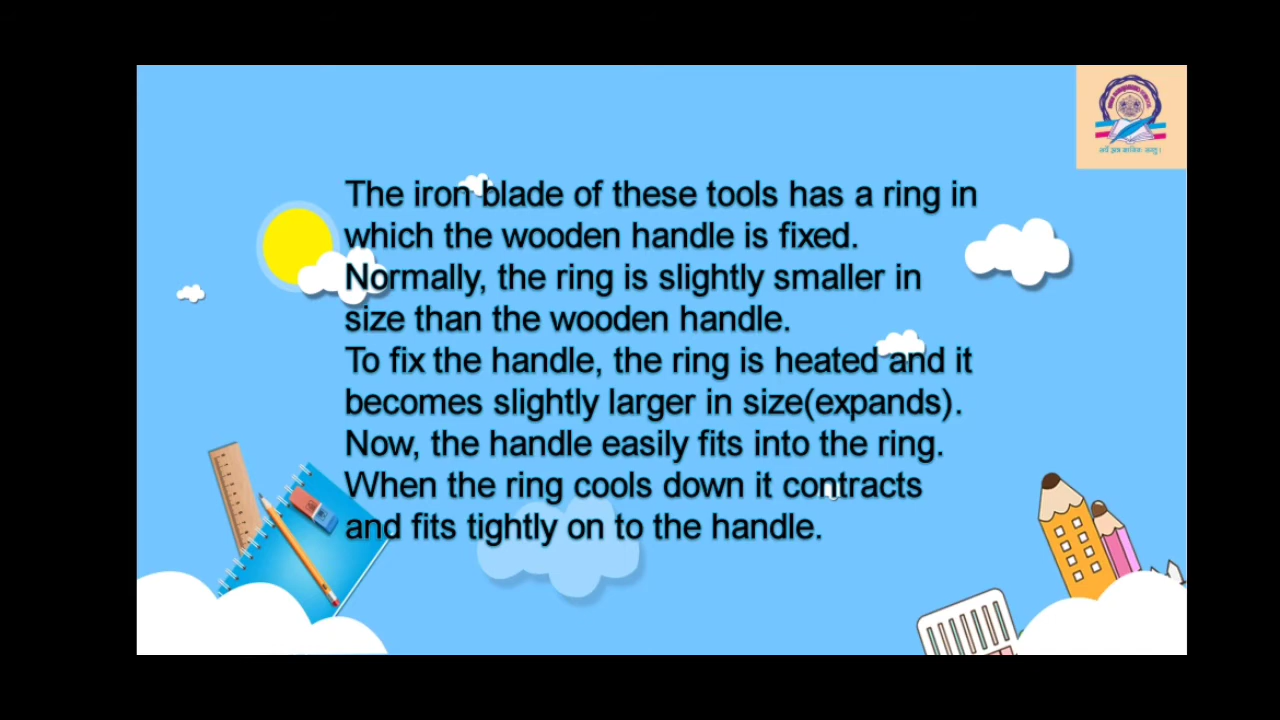 The iron blade of these tools has a ring in
which the wooden handle is fixed.
Normally, the ring is slightly smaller in
size than the wooden handle.
To fix the handle, the ring is heated and it
becomes slightly larger in size(expands).
Now, the handle easily fits into the ring.
When the ring cools down it contracts
and fits tightly on to the handle.